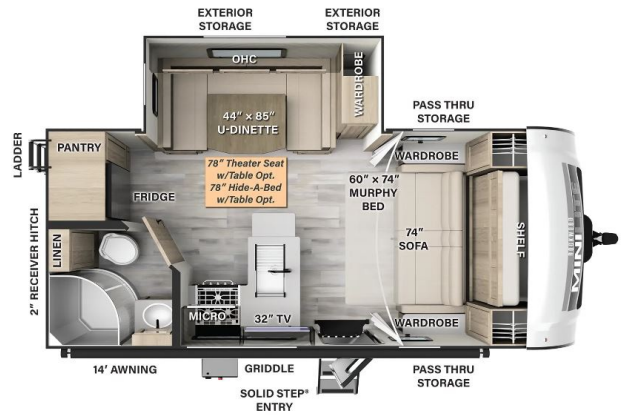 EXTERIOR
STORAGE
EXTERIOR
STORAGE
OHC
WARDROBE
44" × 85"
U-DINETTE
PASS THRU
STORAGE
LADDER
PANTRY
78" Theater Seat
w/Table Opt.
78" Hide-A-Bed
w/Table Opt.
WARDROBE
60" × 74"
MURPHY
BED
FRIDGE
74"
SOFA
SHELF
MINI
LINEN
2" RECEIVER HITCH
MICRO
32" TV
WARDROBE
14' AWNING
GRIDDLE
SOLID STEP®
ENTRY
PASS THRU
STORAGE